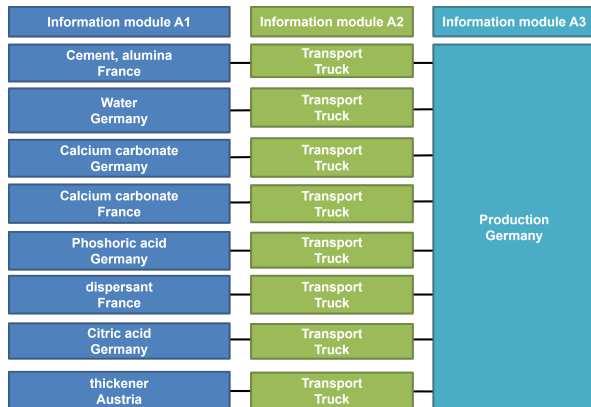 Information module A1
Information module A2
Information module A3
Cement, alumina
France
Transport
Truck
Water
Germany
Transport
Truck
Calcium carbonate
Germany
Transport
Truck
Calcium carbonate
France
Transport
Truck
Production
Germany
Phoshoric acid
Germany
Transport
Truck
dispersant
France
Transport
Truck
Citric acid
Germany
Transport
Truck
thickener
Austria
Transport
Truck